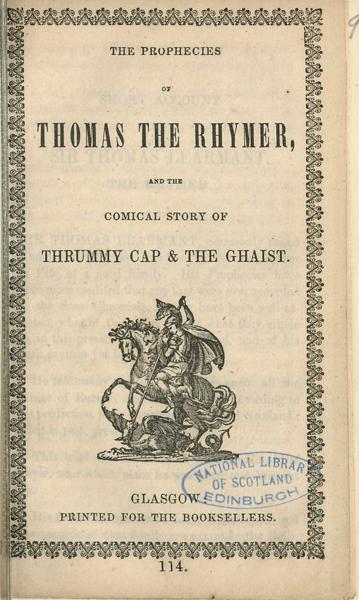 THE PROPHECIES
OF
THOMAS THE RHYMER,
AND THE
COMICAL STORY OF
THRUMMY CAP & THE GHAIST.
NATIONAL LIBRARY
OF SCOTLAND
EDINBURGH
GLASGOW
PRINTED FOR THE BOOKSELLERS.
114.